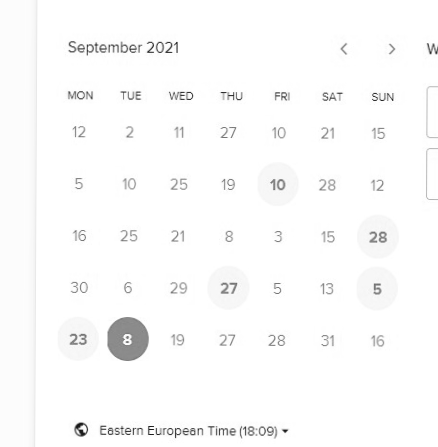 September 2021
W
MON TUE WED THU FRI SAT SUN
12 2 11 27 10 21 15
5 10 25 19 10 28 12
16 25 21 8 3 15 28
30 6 29 27 5 13 5
23 8 19 27 28 31 16
Eastern European Time (18:09)